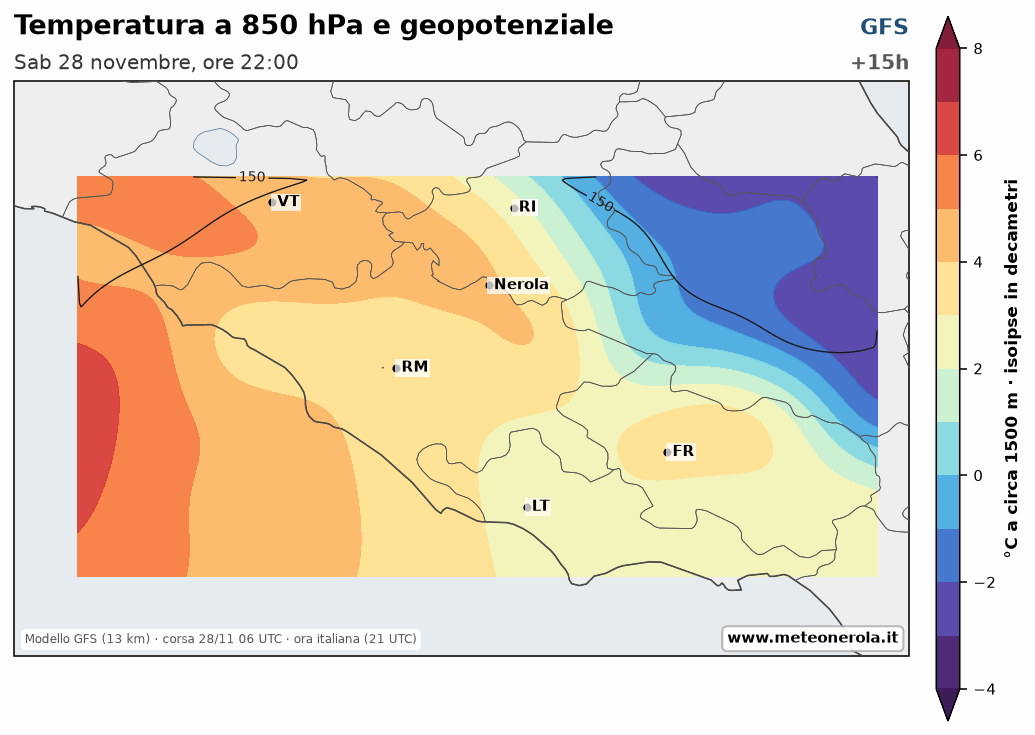 Temperatura a 850 hPa e geopotenziale
GFS
Sab 28 novembre, ore 22:00
+15h
150
VT
RI
150
Nerola
RM
FR
LT
8
6
4
2
0
−2
−4
°C a circa 1500 m · isoipse in decametri
Modello GFS (13 km) · corsa 28/11 06 UTC · ora italiana (21 UTC)
www.meteonerola.it